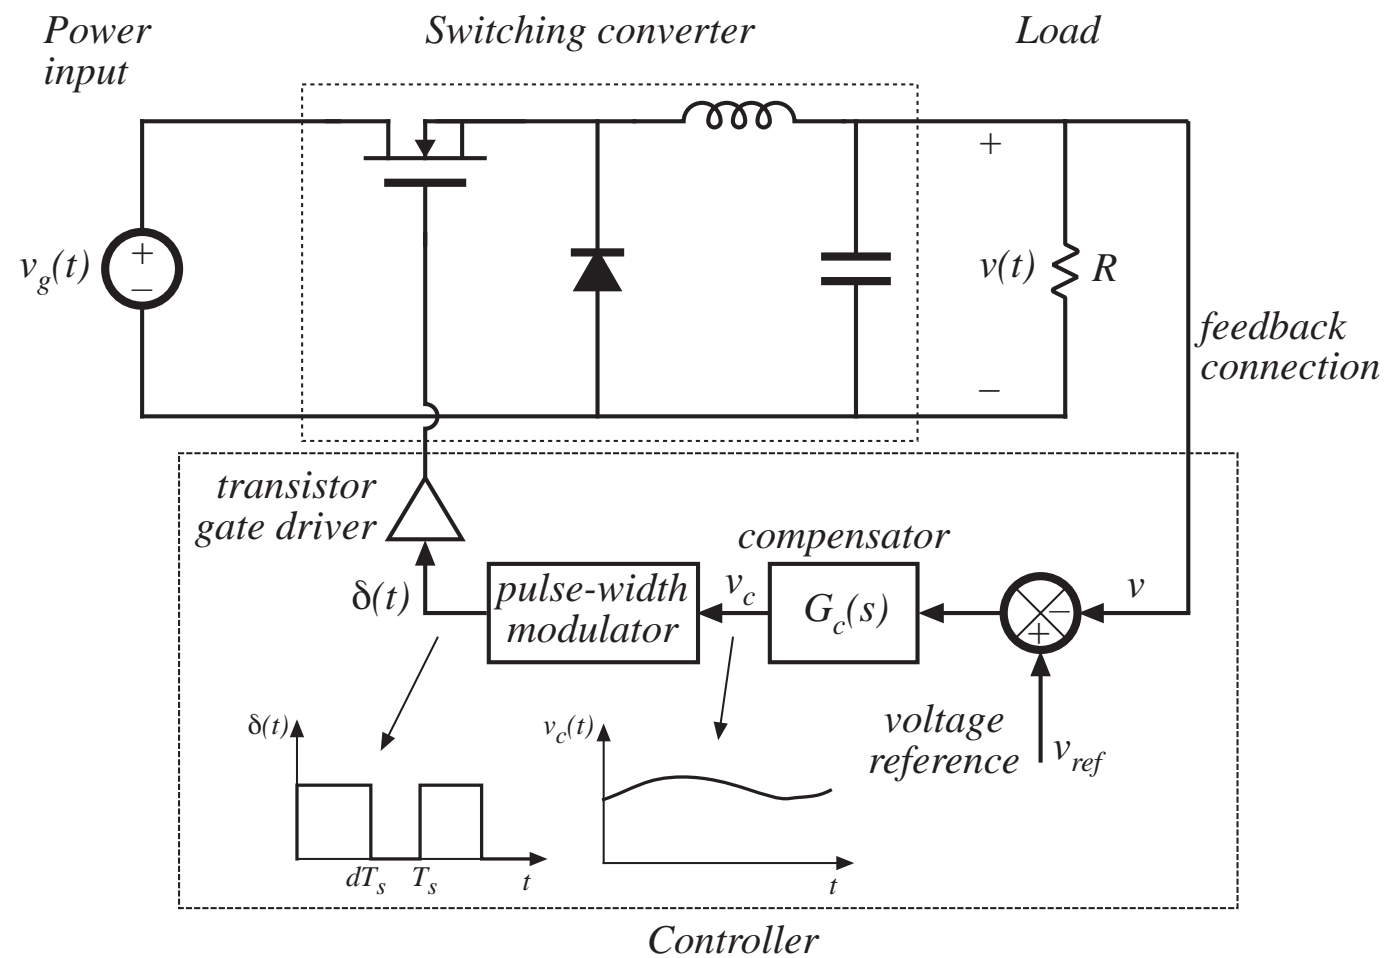 Power
input
Switching converter
Load
+
−
v_g(t)
+
−
v(t)
R
feedback
connection
transistor
gate driver
δ(t)
pulse-width
modulator
v_c
compensator
G_c(s)
−
+
v
voltage
reference
v_ref
δ(t)
dT_s
T_s
t
v_c(t)
t
Controller